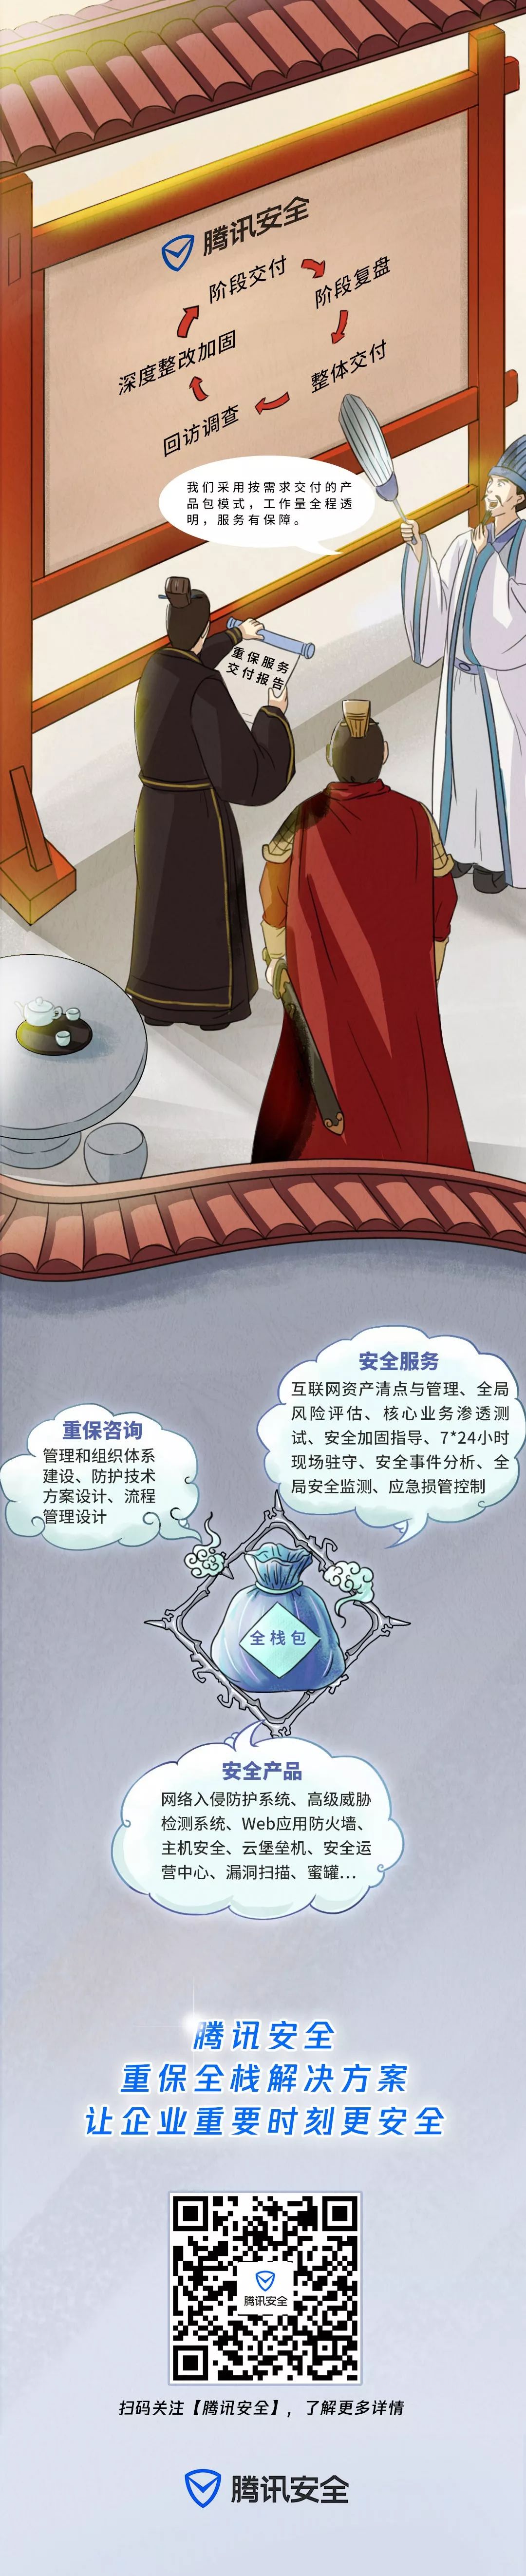 腾讯安全
阶段交付
阶段复盘
整体交付
回访调查
深度整改加固
我们采用按需求交付的产
品包模式，工作量全程透
明，服务有保障。
重保服务
交付报告
安全服务
互联网资产清点与管理、全局
风险评估、核心业务渗透测
试、安全加固指导、7*24小时
现场驻守、安全事件分析、全
局安全监测、应急损管控制
重保咨询
管理和组织体系
建设、防护技术
方案设计、流程
管理设计
全栈包
安全产品
网络入侵防护系统、高级威胁
检测系统、Web应用防火墙、
主机安全、云堡垒机、安全运
营中心、漏洞扫描、蜜罐...
腾讯安全
重保全栈解决方案
让企业重要时刻更安全
腾讯安全
扫码关注【腾讯安全】，了解更多详情
腾讯安全